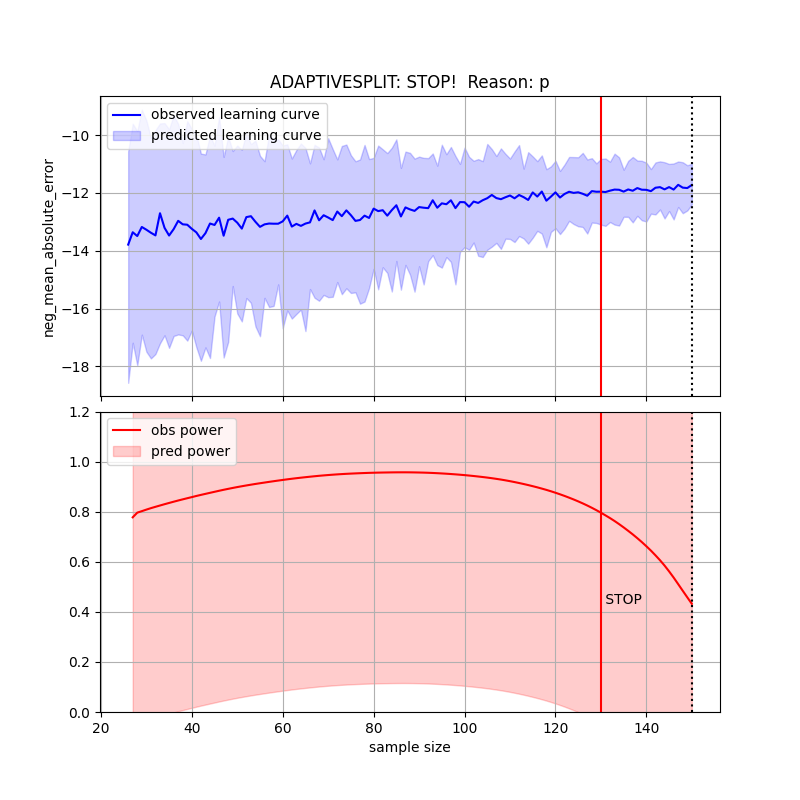 ADAPTIVESPLIT: STOP!  Reason: p
observed learning curve
predicted learning curve
neg_mean_absolute_error
−10
−12
−14
−16
−18
obs power
pred power
1.2
1.0
0.8
0.6
0.4
0.2
0.0
STOP
20 40 60 80 100 120 140
sample size